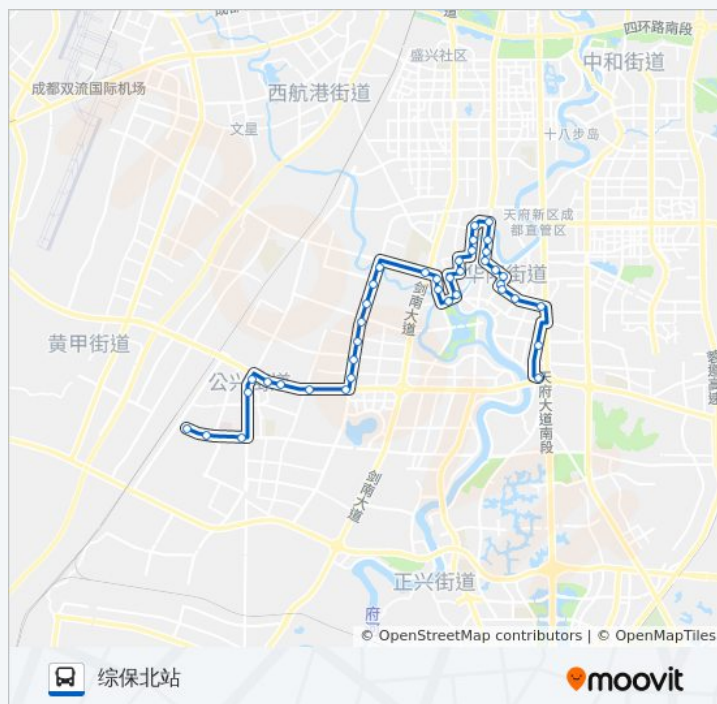 四环路南段
盛兴社区
中和街道
成都双流国际机场
西航港街道
文星
十八步岛
天府新区成
都直管区
华阳街道
剑南大道
黄甲街道
公兴街道
天府大道南段
剑南大道
正兴街道
© OpenStreetMap contributors | © OpenMapTiles
综保北站
moovit